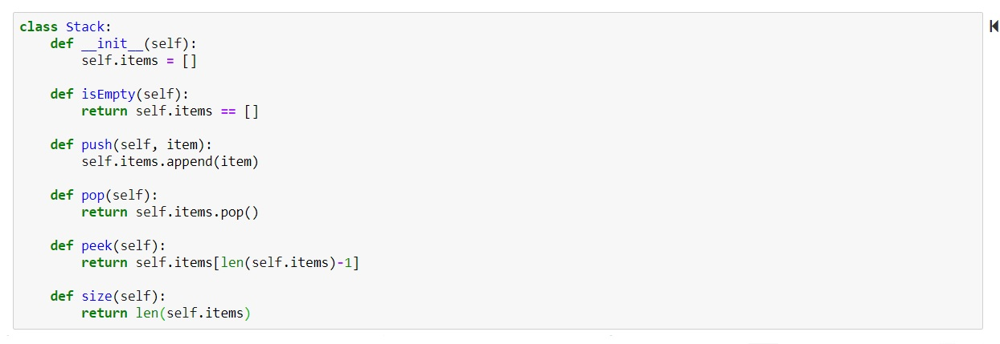 class Stack:
    def __init__(self):
        self.items = []
    def isEmpty(self):
        return self.items == []
    def push(self, item):
        self.items.append(item)
    def pop(self):
        return self.items.pop()
    def peek(self):
        return self.items[len(self.items)-1]
    def size(self):
        return len(self.items)